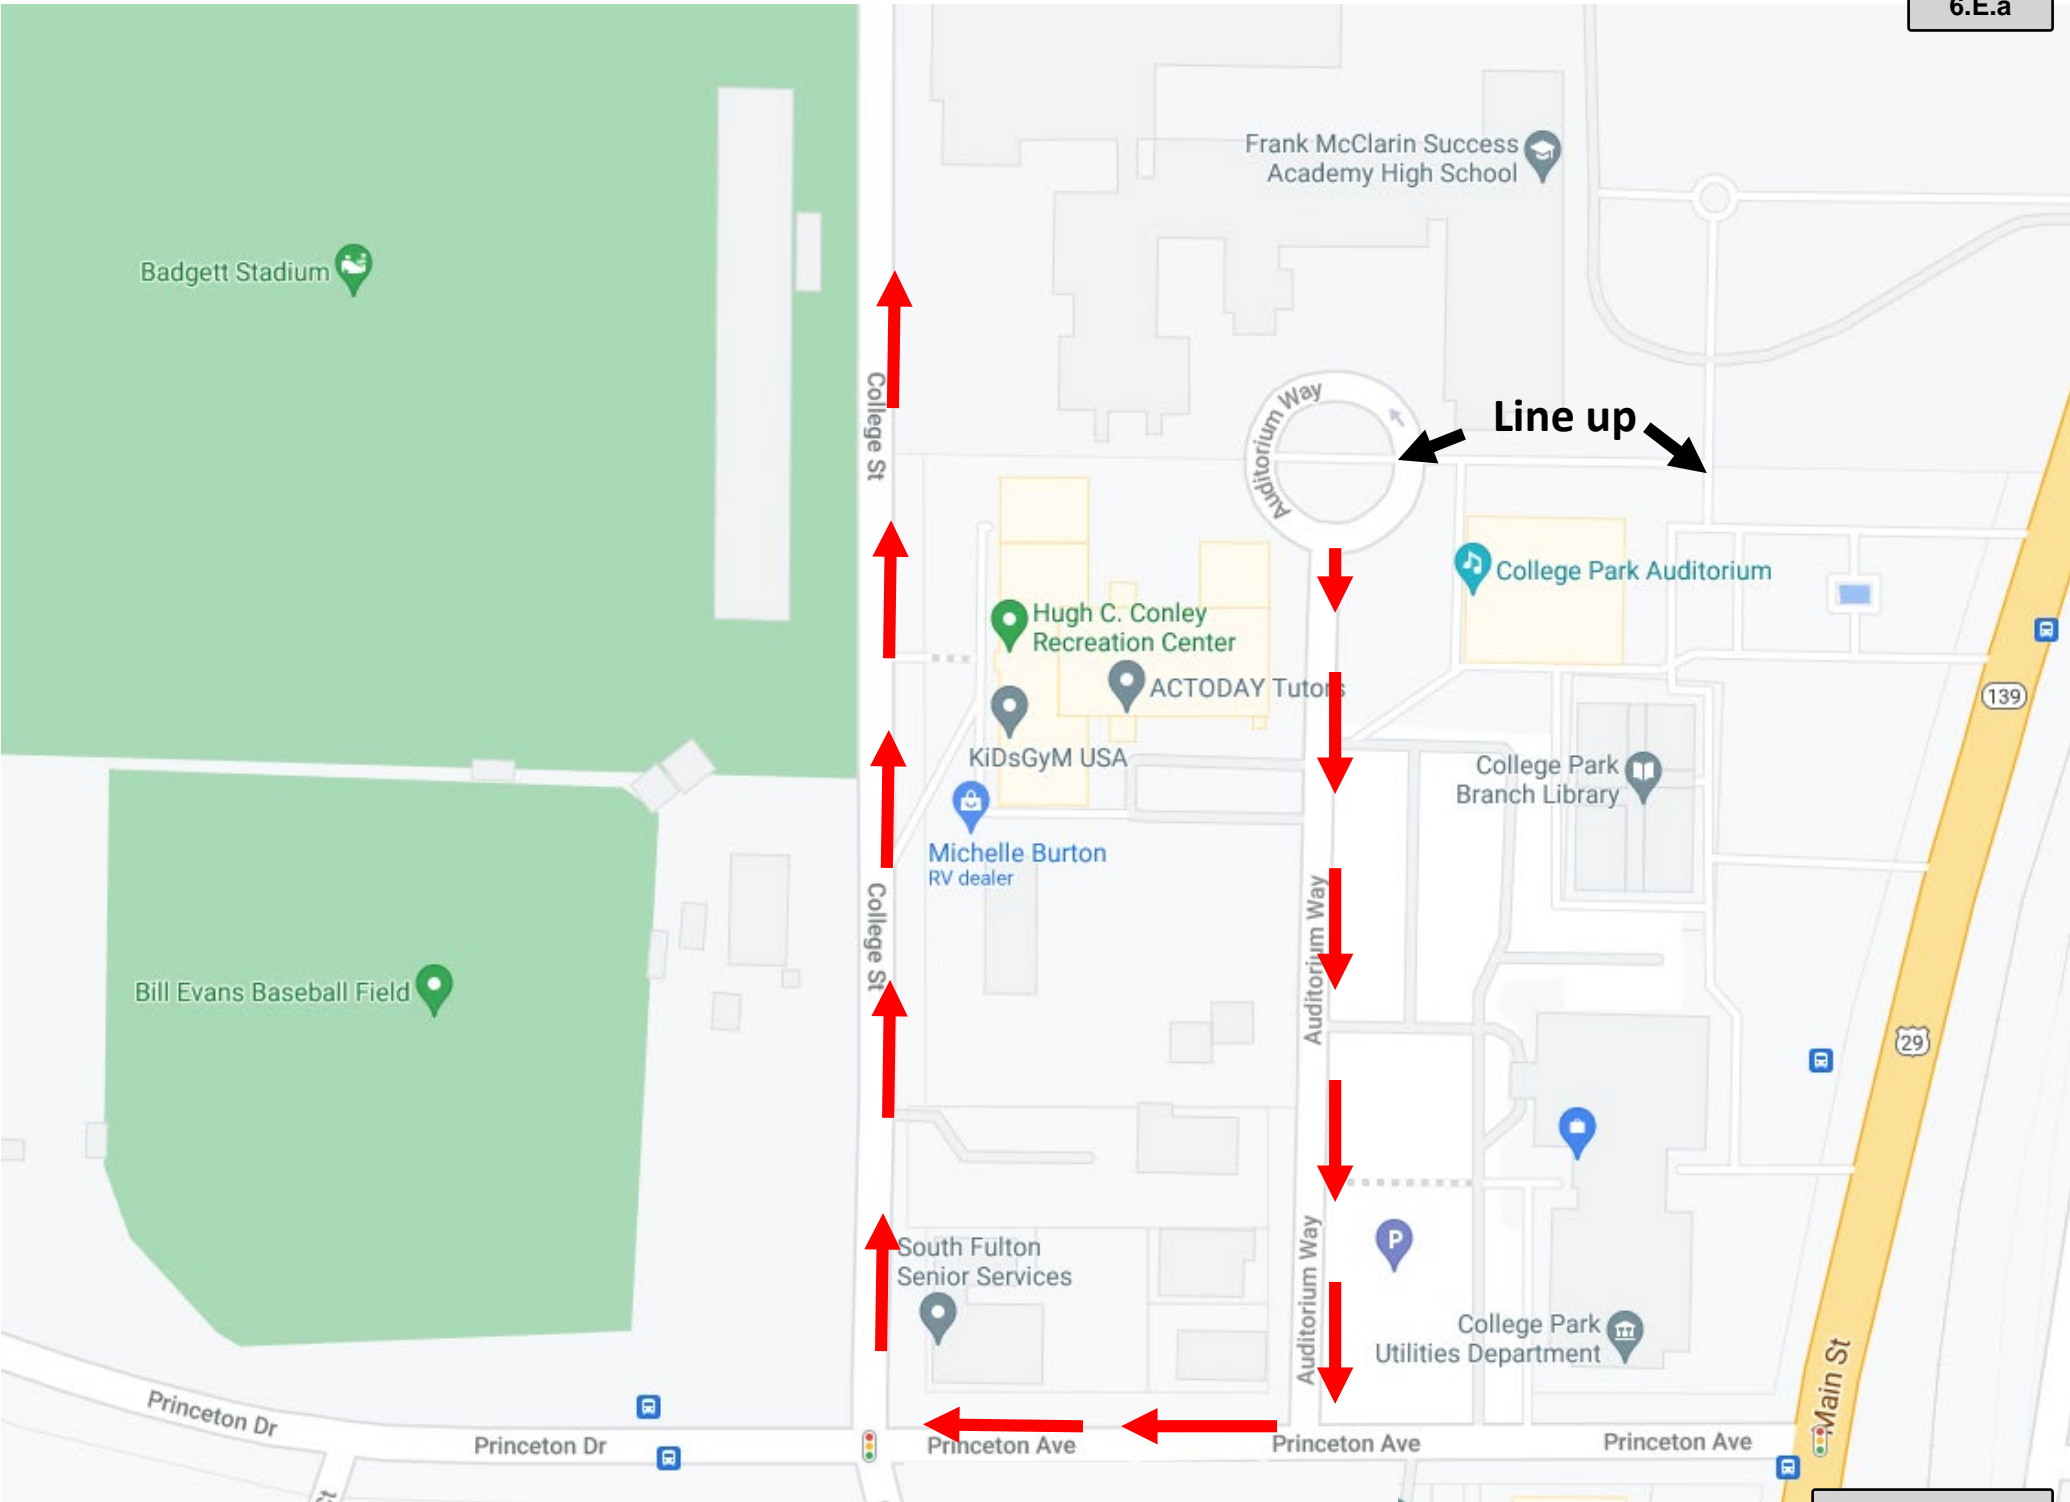 6.E.a
Frank McClarin Success
Academy High School
Badgett Stadium
Line up
Auditorium Way
College St
College Park Auditorium
Hugh C. Conley
Recreation Center
ACTODAY Tutors
139
KiDsGyM USA
College Park
Branch Library
Michelle Burton
RV dealer
College St
Auditorium Way
Bill Evans Baseball Field
29
South Fulton
Senior Services
P
Auditorium Way
College Park
Utilities Department
Main St
Princeton Dr
Princeton Dr
Princeton Ave
Princeton Ave
Princeton Ave